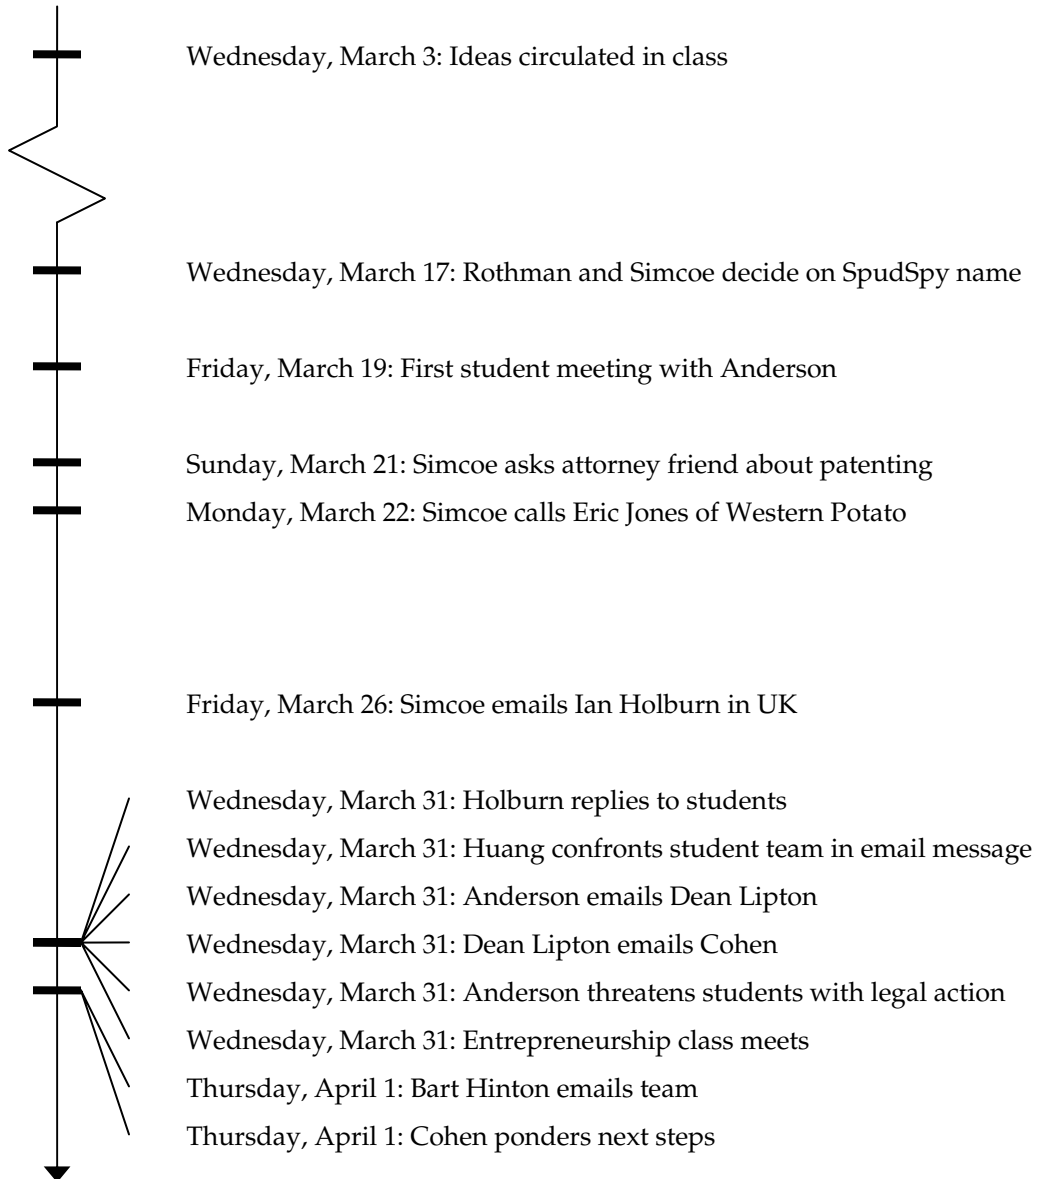 Wednesday, March 3: Ideas circulated in class
Wednesday, March 17: Rothman and Simcoe decide on SpudSpy name
Friday, March 19: First student meeting with Anderson
Sunday, March 21: Simcoe asks attorney friend about patenting
Monday, March 22: Simcoe calls Eric Jones of Western Potato
Friday, March 26: Simcoe emails Ian Holburn in UK
Wednesday, March 31: Holburn replies to students
Wednesday, March 31: Huang confronts student team in email message
Wednesday, March 31: Anderson emails Dean Lipton
Wednesday, March 31: Dean Lipton emails Cohen
Wednesday, March 31: Anderson threatens students with legal action
Wednesday, March 31: Entrepreneurship class meets
Thursday, April 1: Bart Hinton emails team
Thursday, April 1: Cohen ponders next steps